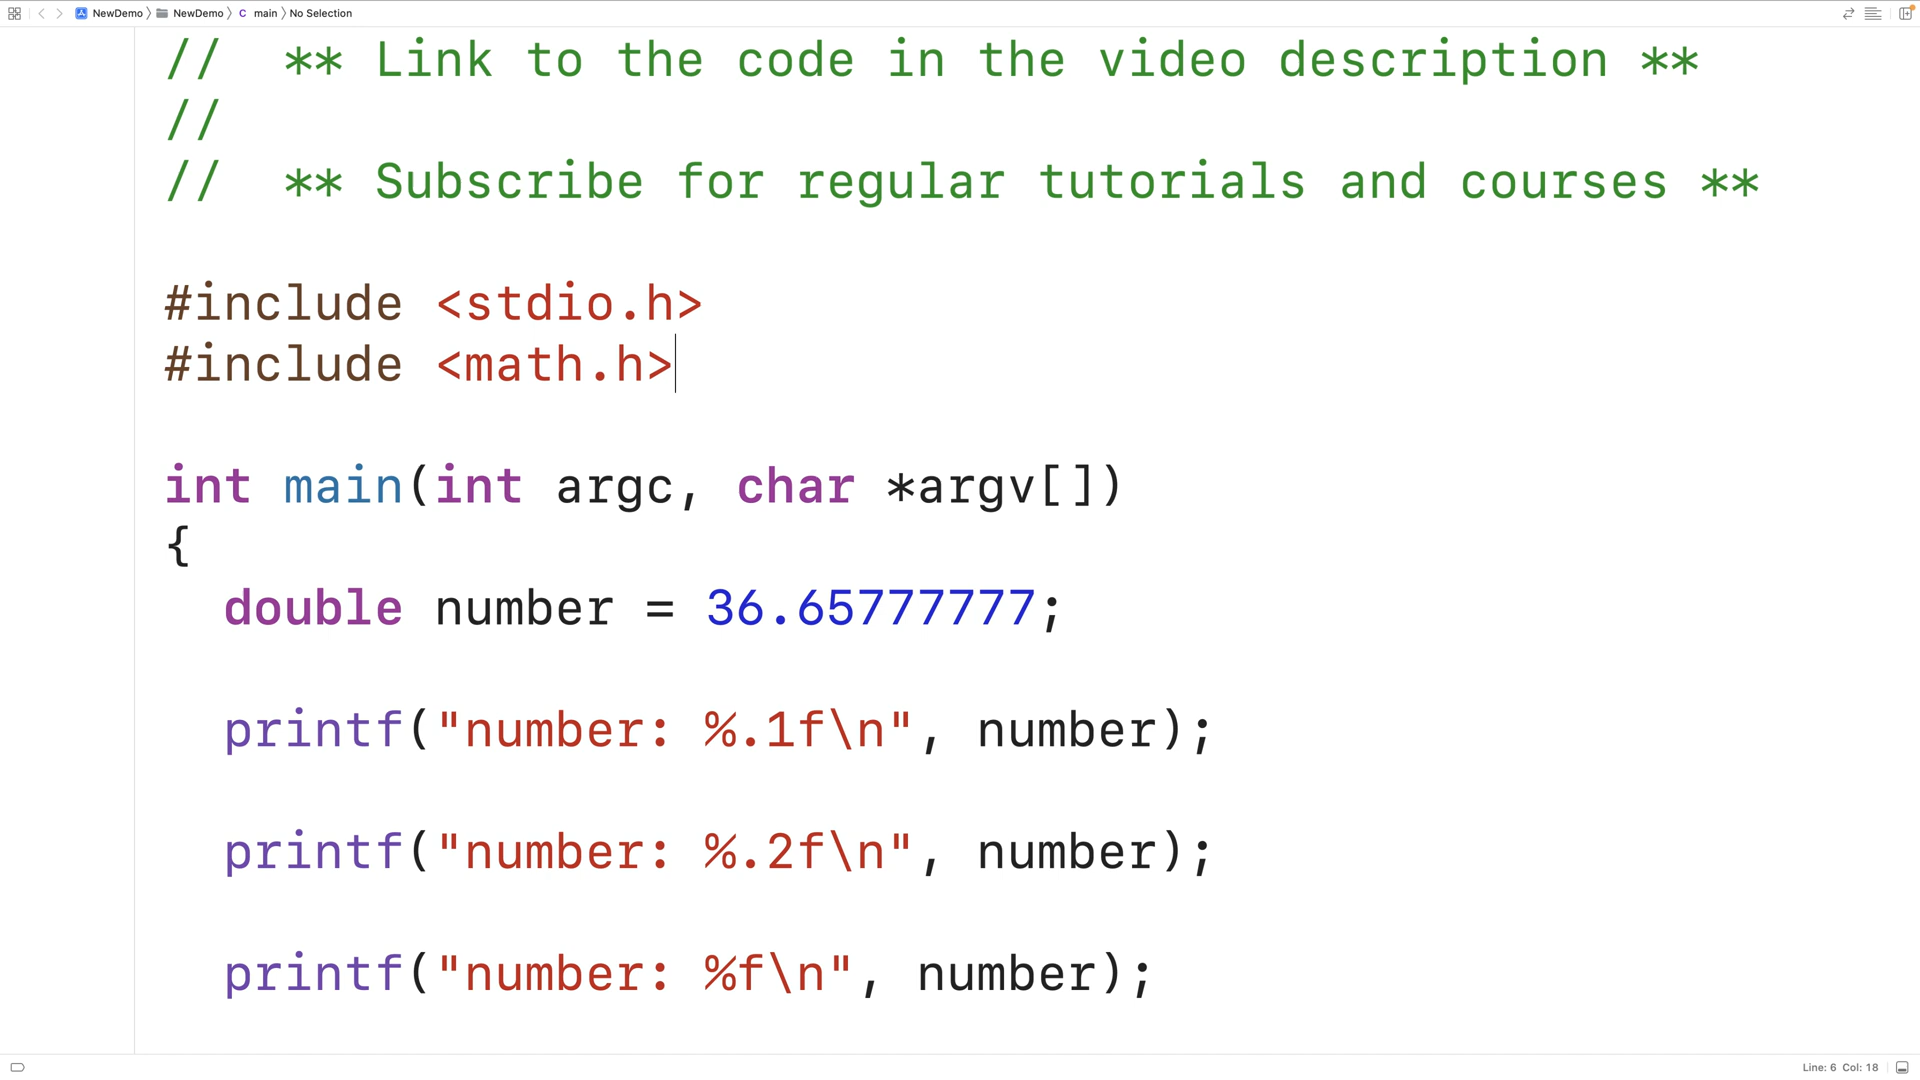 NewDemo NewDemo C main No Selection
// ** Link to the code in the video description **
//
// ** Subscribe for regular tutorials and courses **
#include <stdio.h>
#include <math.h>
int main(int argc, char *argv[])
{
  double number = 36.65777777;
  printf("number: %.1f\n", number);
  printf("number: %.2f\n", number);
  printf("number: %f\n", number);
Line: 6 Col: 18